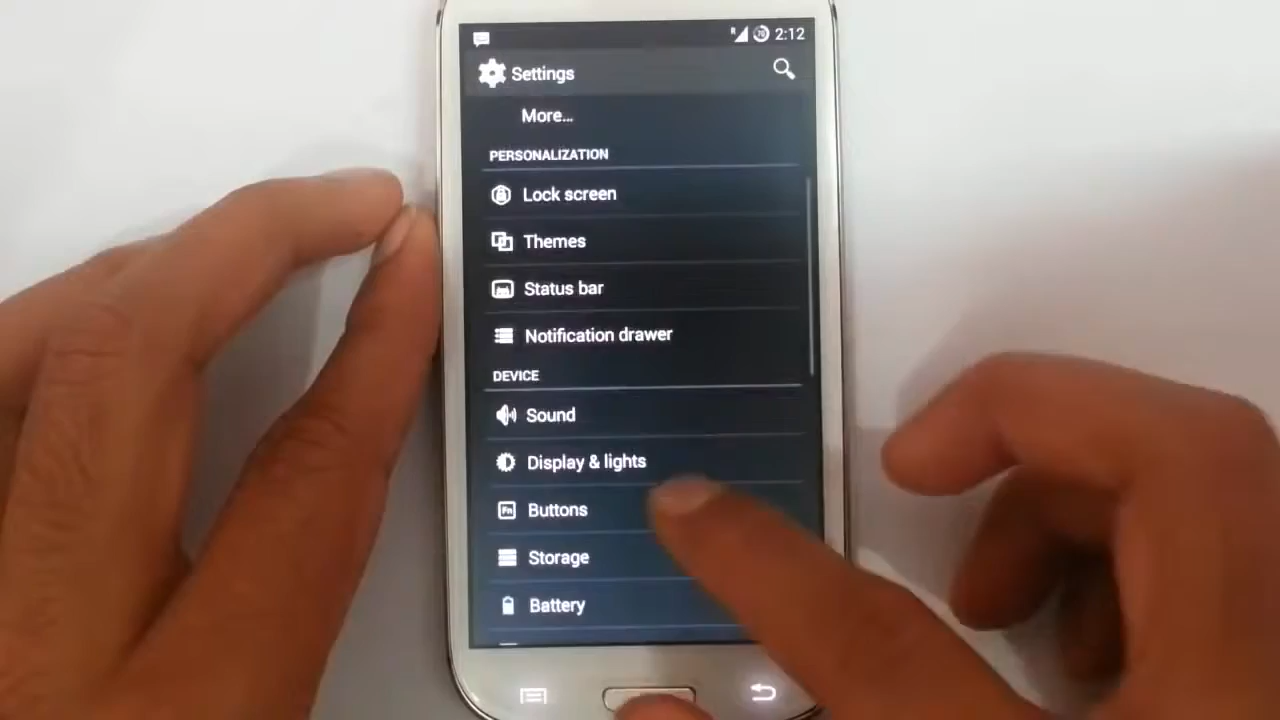 2:12
Settings
More...
PERSONALIZATION
Lock screen
Themes
Status bar
Notification drawer
DEVICE
Sound
Display & lights
Buttons
Storage
Battery